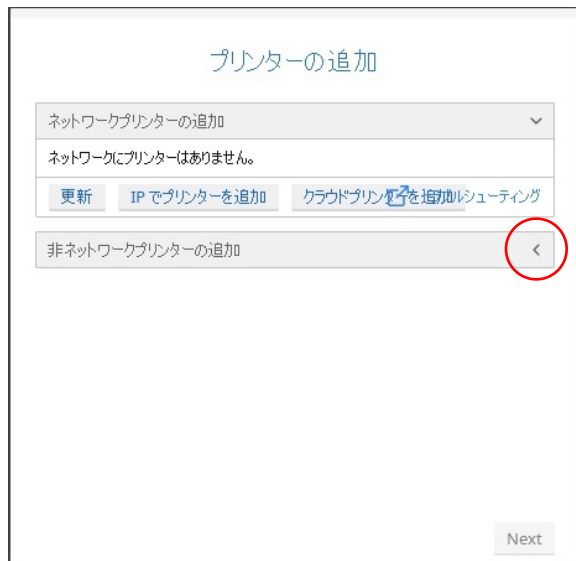 プリンターの追加
ネットワークプリンターの追加
ネットワークにプリンターはありません。
更新 IP でプリンターを追加 クラウドプリンターを追加 ルシューティング
非ネットワークプリンターの追加
Next